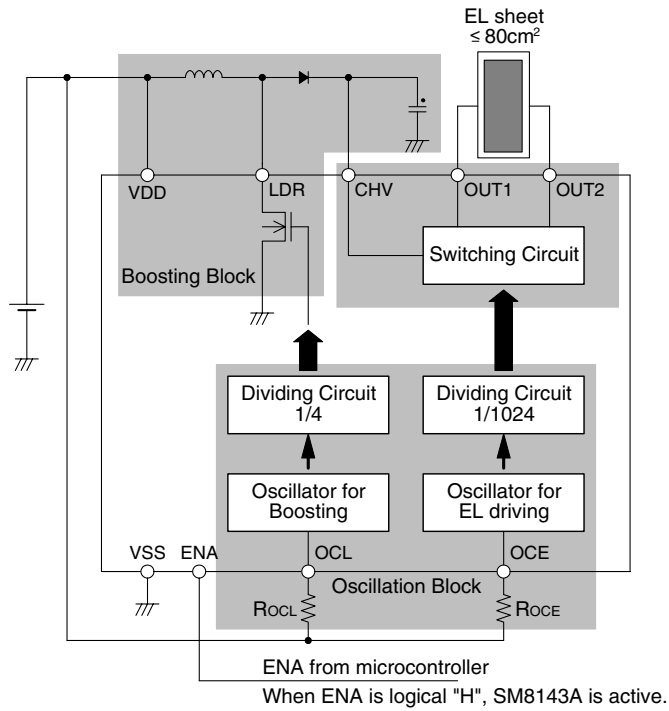 EL sheet
≤ 80cm²
VDD
LDR
CHV
OUT1
OUT2
Boosting Block
Switching Circuit
Dividing Circuit
1/4
Dividing Circuit
1/1024
Oscillator for
Boosting
Oscillator for
EL driving
VSS
ENA
OCL
OCE
Oscillation Block
ROCL
ROCE
ENA from microcontroller
When ENA is logical "H", SM8143A is active.